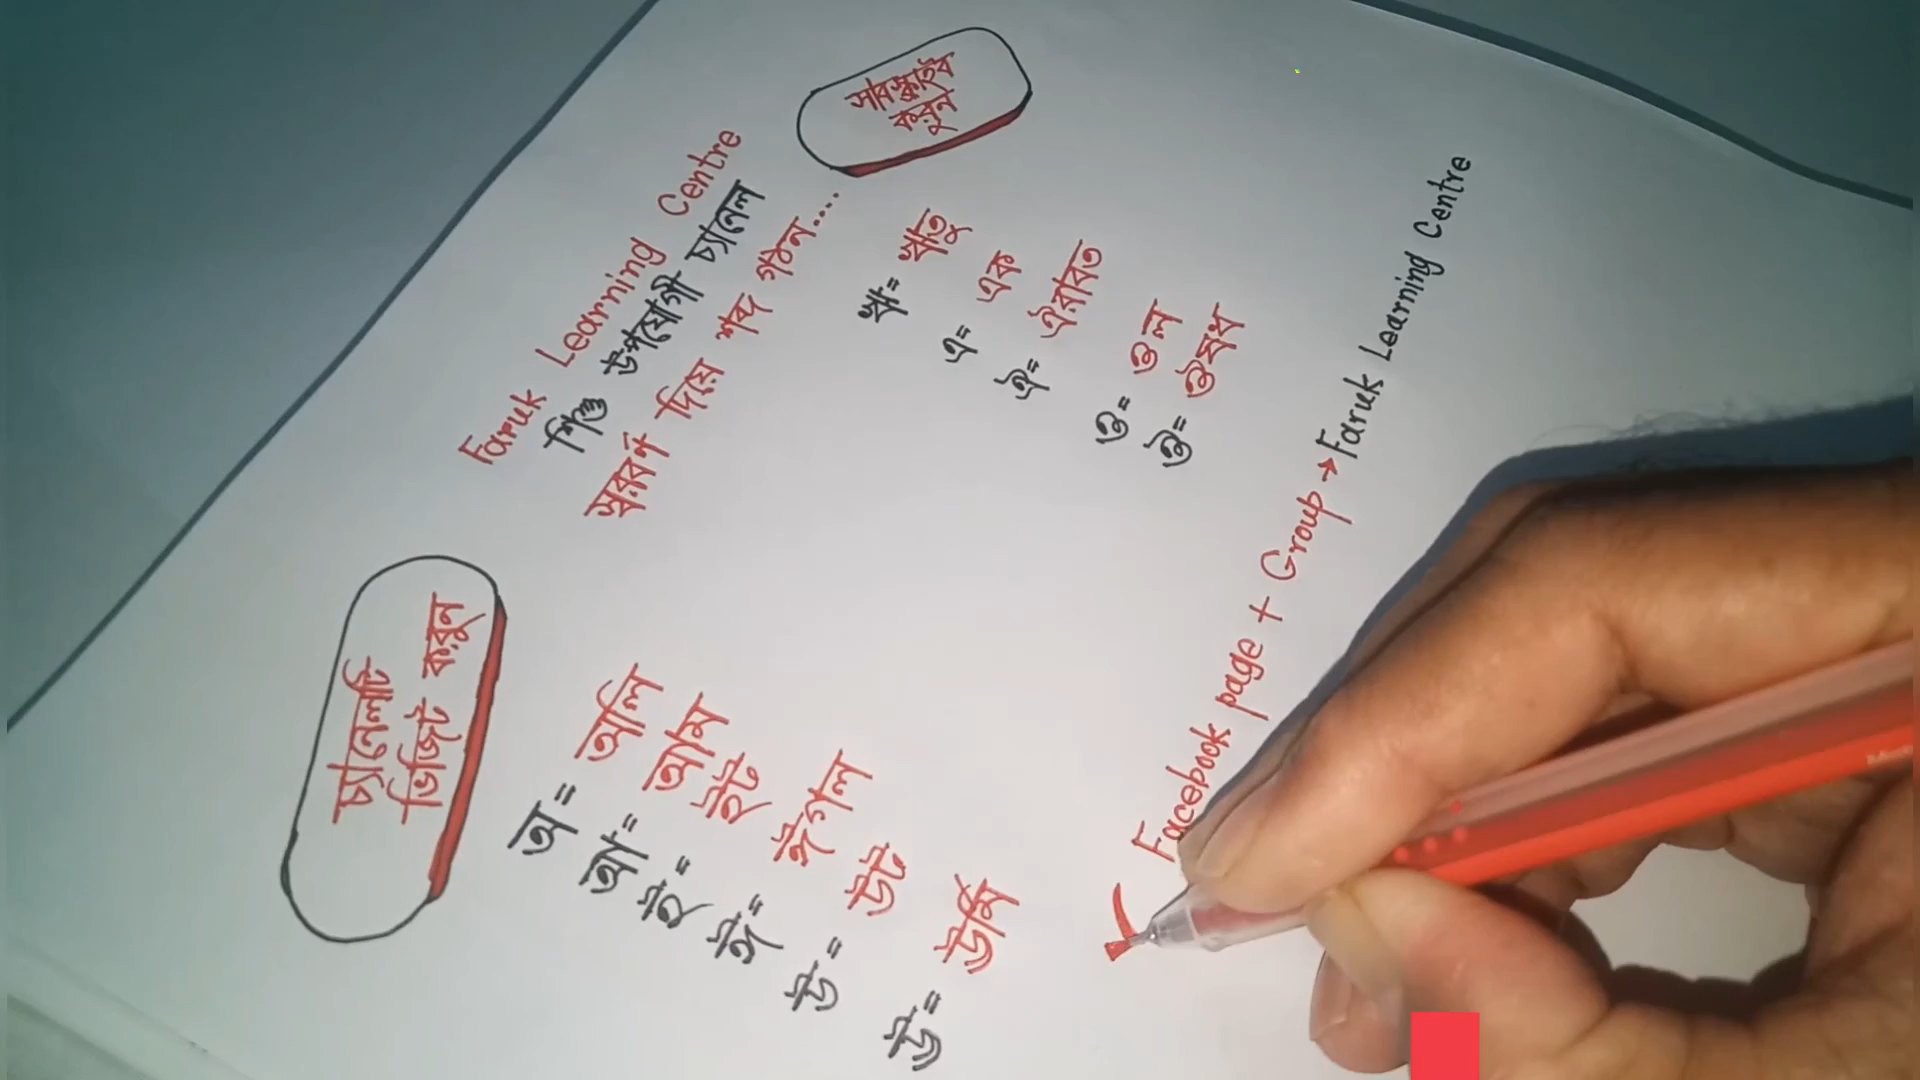 Faruk Learning Centre
শিশু উপযোগী চ্যানেল
স্বরবর্ণ দিয়ে শব্দ গঠন....
সাবস্ক্রাইব
করুন
চ্যানেলটি
ভিজিট করুন
অ= অলি
আ= আম
ই= ইট
ঈ= ঈগল
উ= উট
ঊ= ঊর্মি
ঋ= ঋতু
এ= এক
ঐ= ঐরাবত
ও= ওল
ঔ= ঔষধ
Facebook page + Group → Faruk Learning Centre